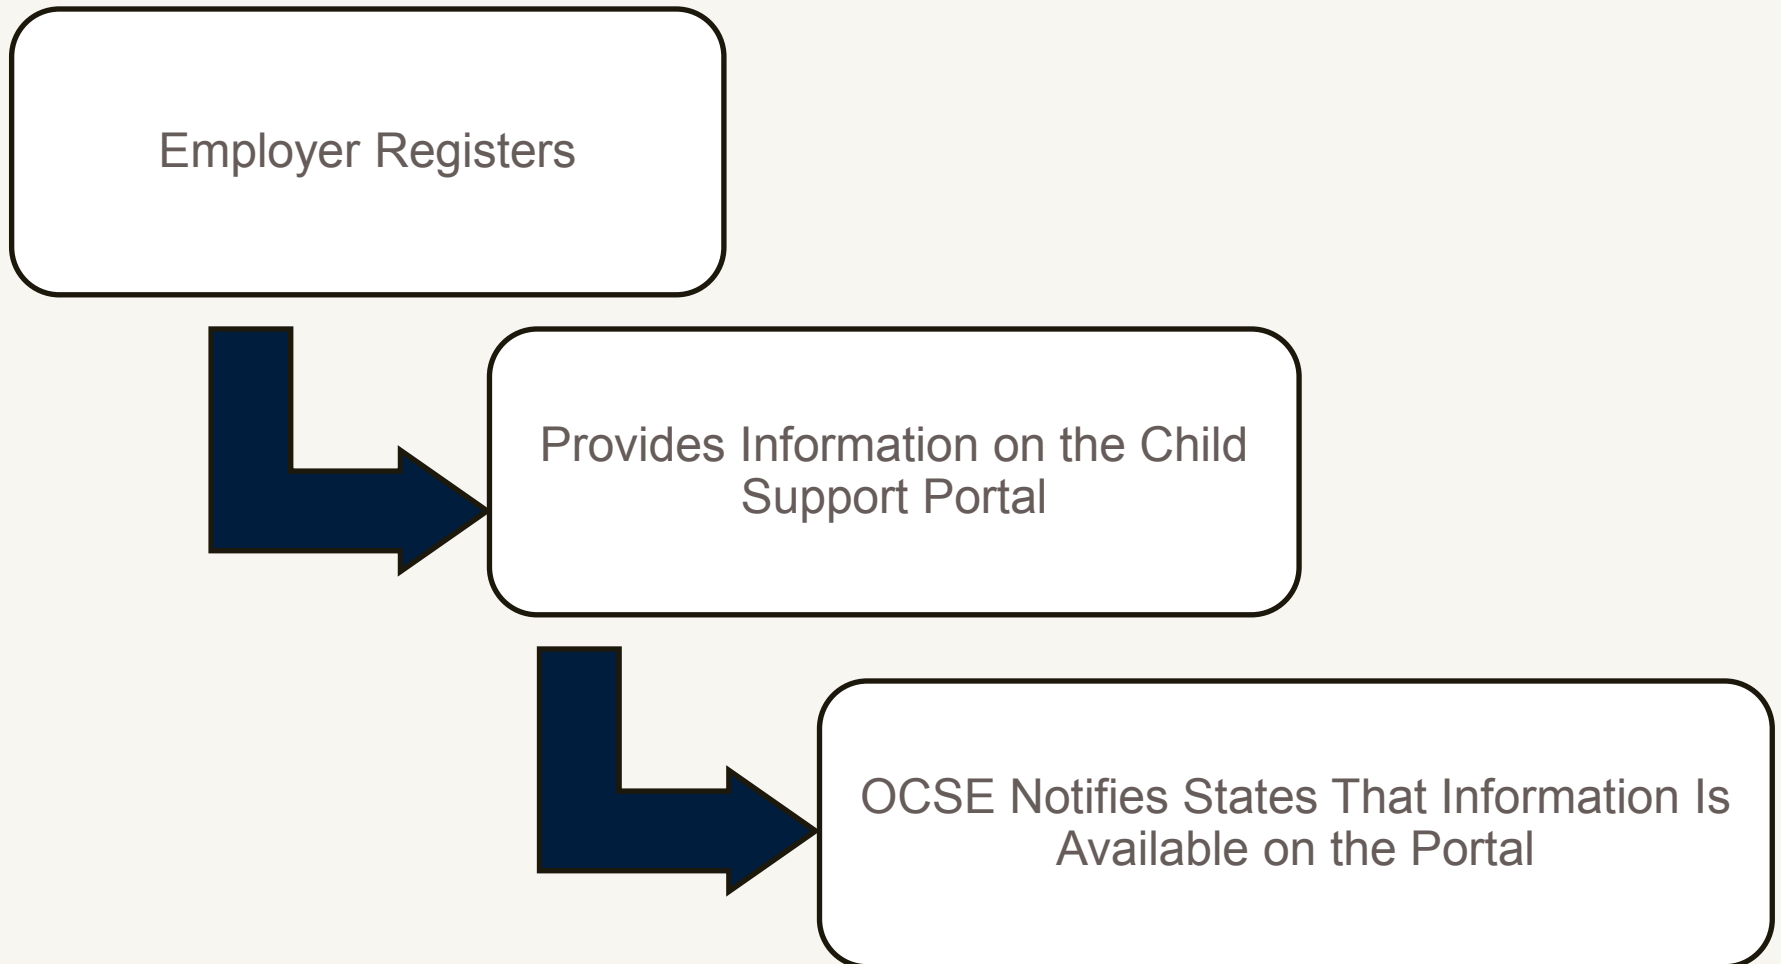 Employer Registers
Provides Information on the Child
Support Portal
OCSE Notifies States That Information Is
Available on the Portal